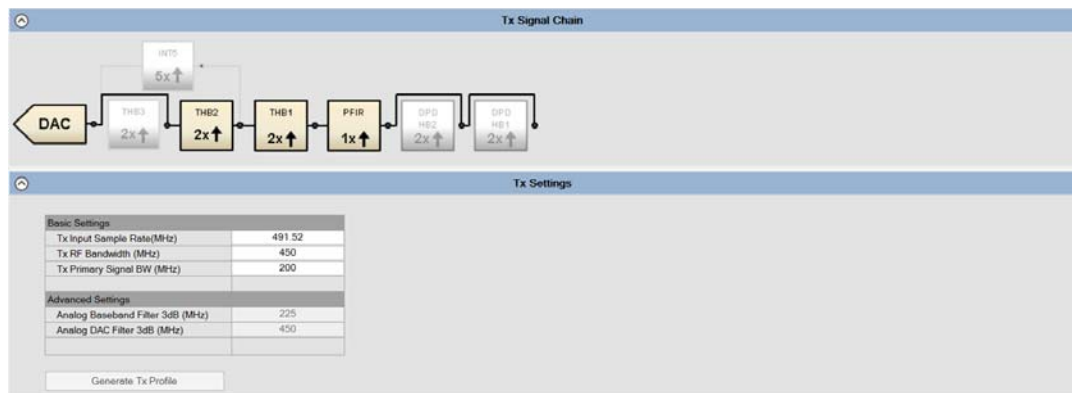 Tx Signal Chain
INT5
5x
DAC
THB3
2x
THB2
2x
THB1
2x
PFIR
1x
DPD
HB2
2x
DPD
HB1
2x
Tx Settings
Basic Settings
Tx Input Sample Rate(MHz) 491.52
Tx RF Bandwidth (MHz) 450
Tx Primary Signal BW (MHz) 200
Advanced Settings
Analog Baseband Filter 3dB (MHz) 225
Analog DAC Filter 3dB (MHz) 450
Generate Tx Profile